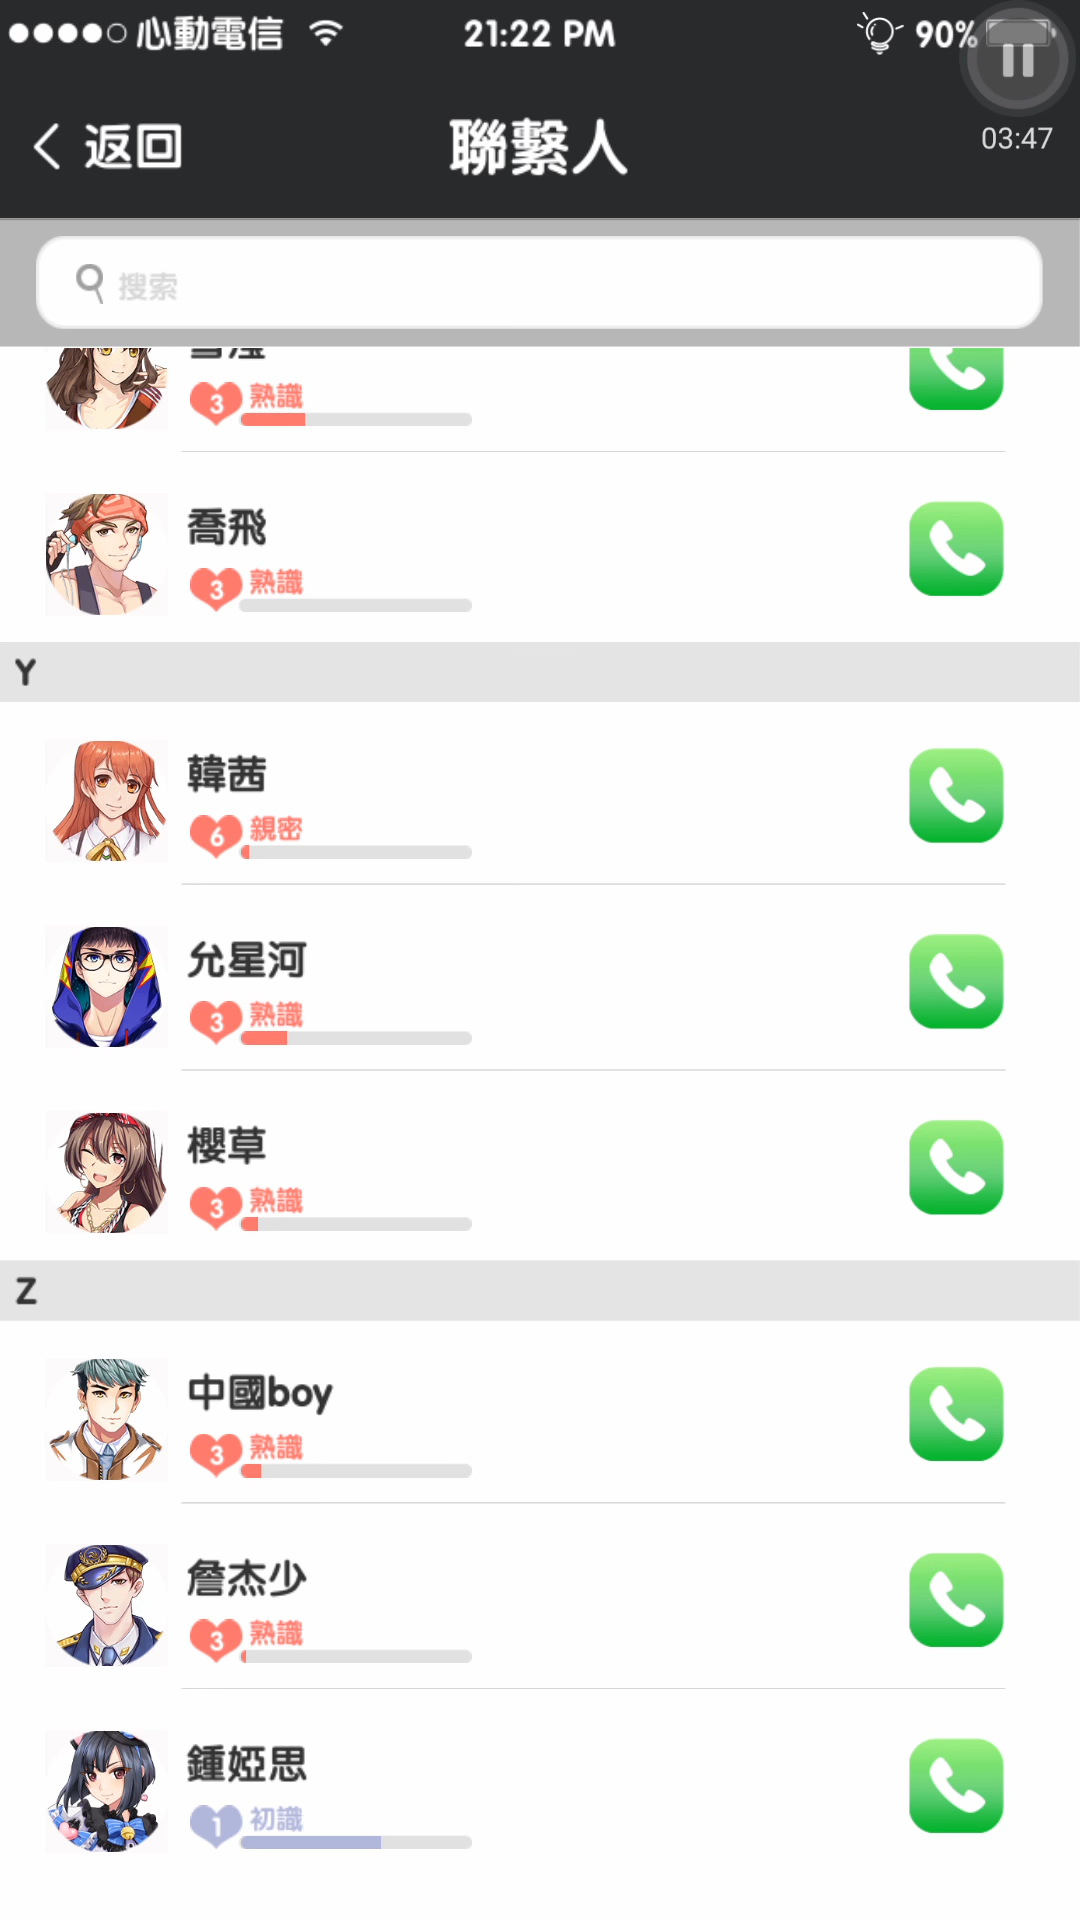 心動電信 21:22 PM 90%
返回 聯繫人 03:47
搜索
3 熟識
喬飛
3 熟識
Y
韓茜
6 親密
允星河
3 熟識
櫻草
3 熟識
Z
中國boy
3 熟識
詹杰少
3 熟識
鍾婭思
1 初識